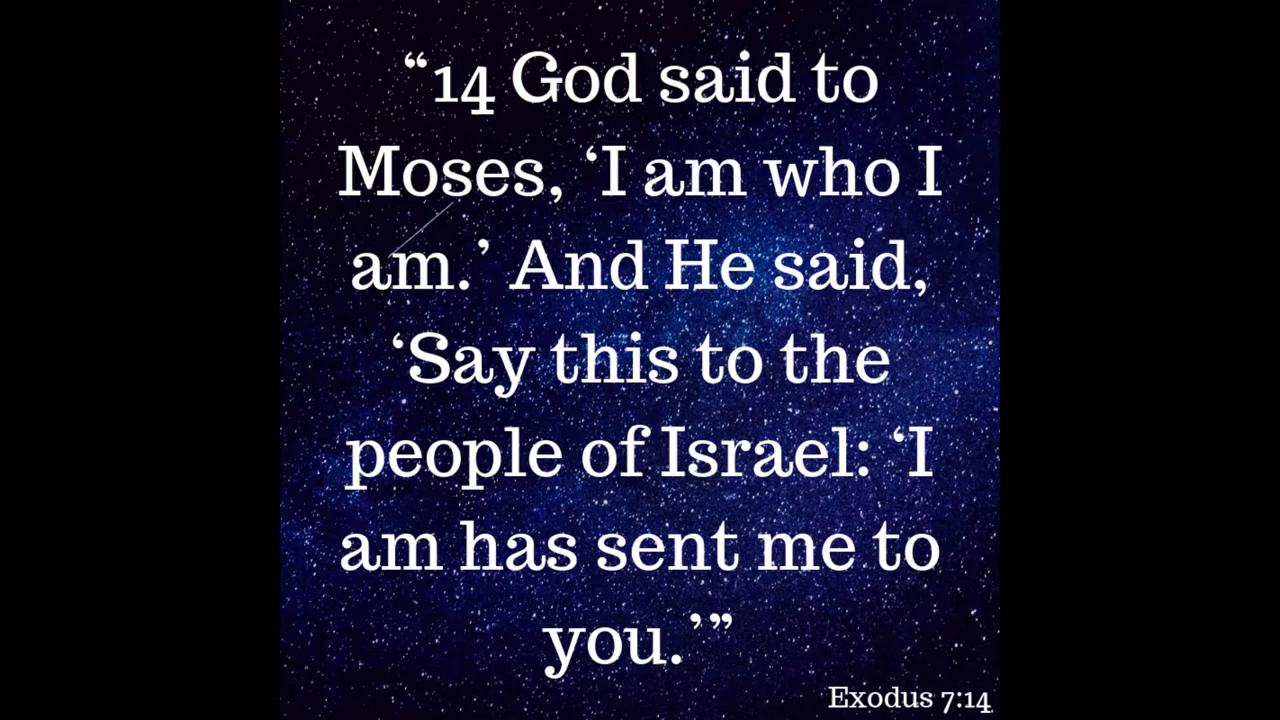 “14 God said to
Moses, ‘I am who I
am.’ And He said,
‘Say this to the
people of Israel: ‘I
am has sent me to
you.’”
Exodus 7:14